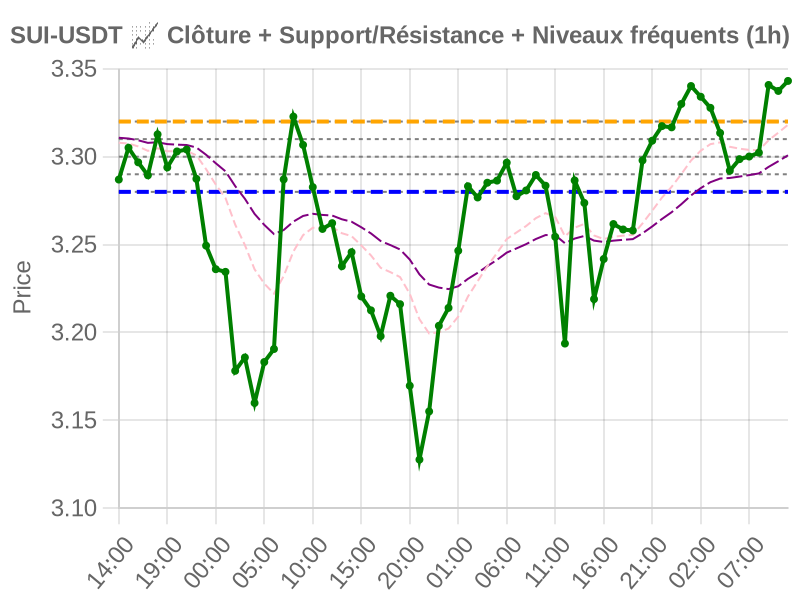 SUI-USDT 📈 Clôture + Support/Résistance + Niveaux fréquents (1h)
3.35
3.30
3.25
3.20
3.15
3.10
Price
14:00 19:00 00:00 05:00 10:00 15:00 20:00 01:00 06:00 11:00 16:00 21:00 02:00 07:00